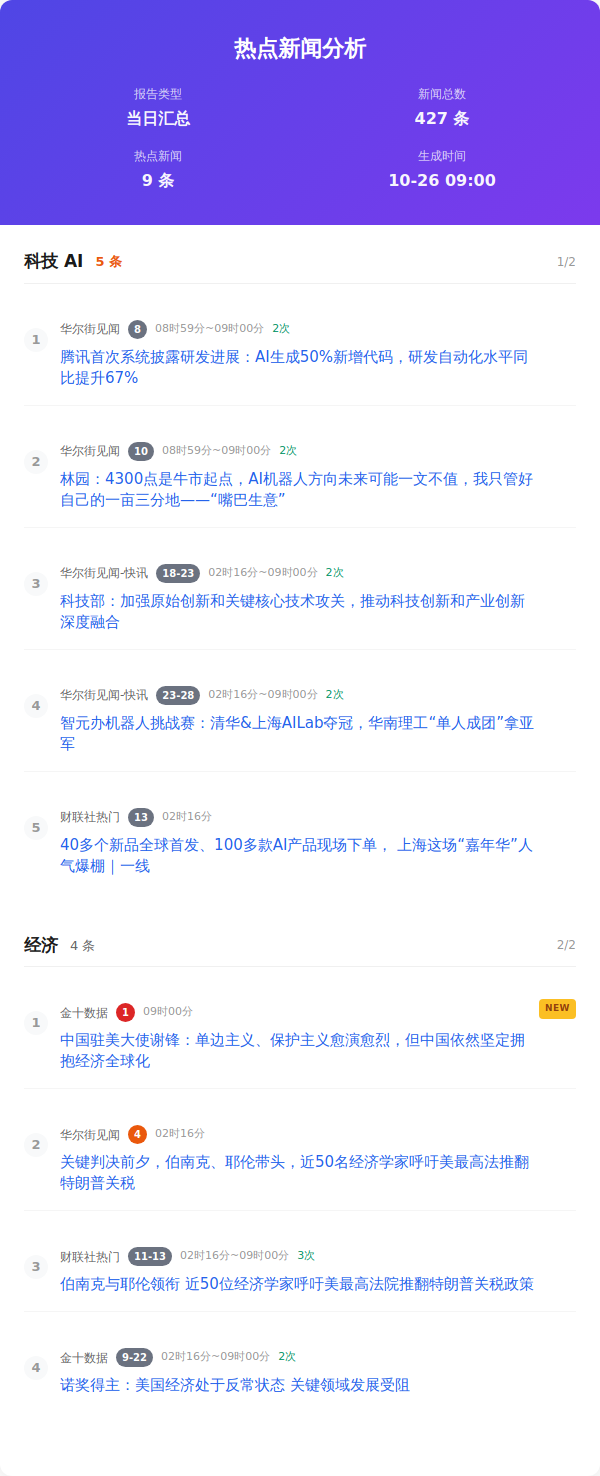 热点新闻分析
报告类型
新闻总数
当日汇总
427 条
热点新闻
生成时间
9 条
10-26 09:00
科技 AI 5 条 1/2
1
华尔街见闻 8 08时59分~09时00分 2次
腾讯首次系统披露研发进展：AI生成50%新增代码，研发自动化水平同
比提升67%
2
华尔街见闻 10 08时59分~09时00分 2次
林园：4300点是牛市起点，AI机器人方向未来可能一文不值，我只管好
自己的一亩三分地——“嘴巴生意”
3
华尔街见闻-快讯 18-23 02时16分~09时00分 2次
科技部：加强原始创新和关键核心技术攻关，推动科技创新和产业创新
深度融合
4
华尔街见闻-快讯 23-28 02时16分~09时00分 2次
智元办机器人挑战赛：清华&上海AILab夺冠，华南理工“单人成团”拿亚
军
5
财联社热门 13 02时16分
40多个新品全球首发、100多款AI产品现场下单， 上海这场“嘉年华”人
气爆棚｜一线
经济 4 条 2/2
1
金十数据 1 09时00分 NEW
中国驻美大使谢锋：单边主义、保护主义愈演愈烈，但中国依然坚定拥
抱经济全球化
2
华尔街见闻 4 02时16分
关键判决前夕，伯南克、耶伦带头，近50名经济学家呼吁美最高法推翻
特朗普关税
3
财联社热门 11-13 02时16分~09时00分 3次
伯南克与耶伦领衔 近50位经济学家呼吁美最高法院推翻特朗普关税政策
4
金十数据 9-22 02时16分~09时00分 2次
诺奖得主：美国经济处于反常状态 关键领域发展受阻